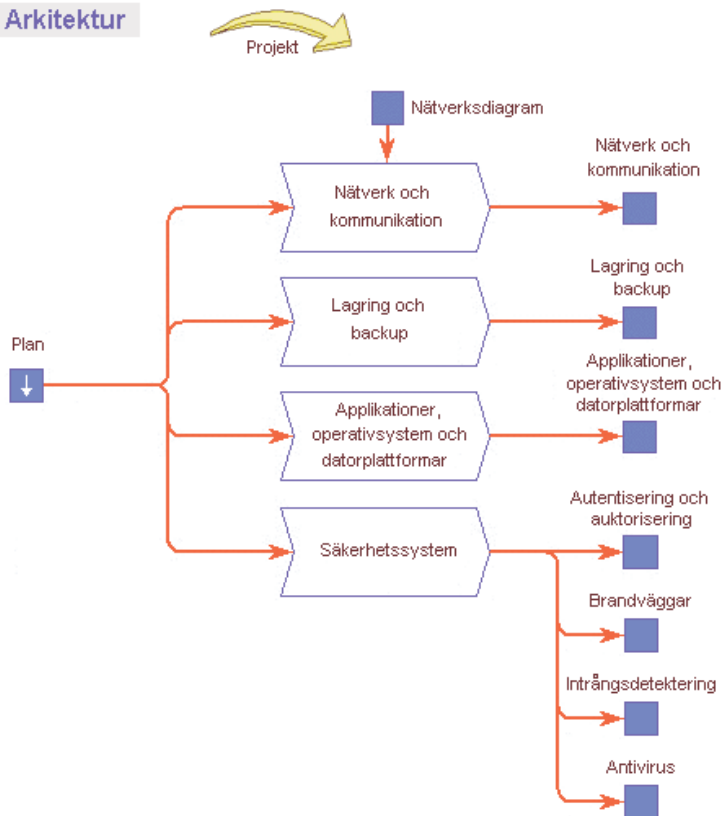 Arkitektur
Projekt
Nätverksdiagram
Nätverk och
kommunikation
Nätverk och
kommunikation
Lagring och
backup
Lagring och
backup
Plan
Applikationer,
operativsystem och
datorplattformar
Applikationer,
operativsystem och
datorplattformar
Säkerhetssystem
Autentisering och
auktorisering
Brandväggar
Intrångsdetektering
Antivirus